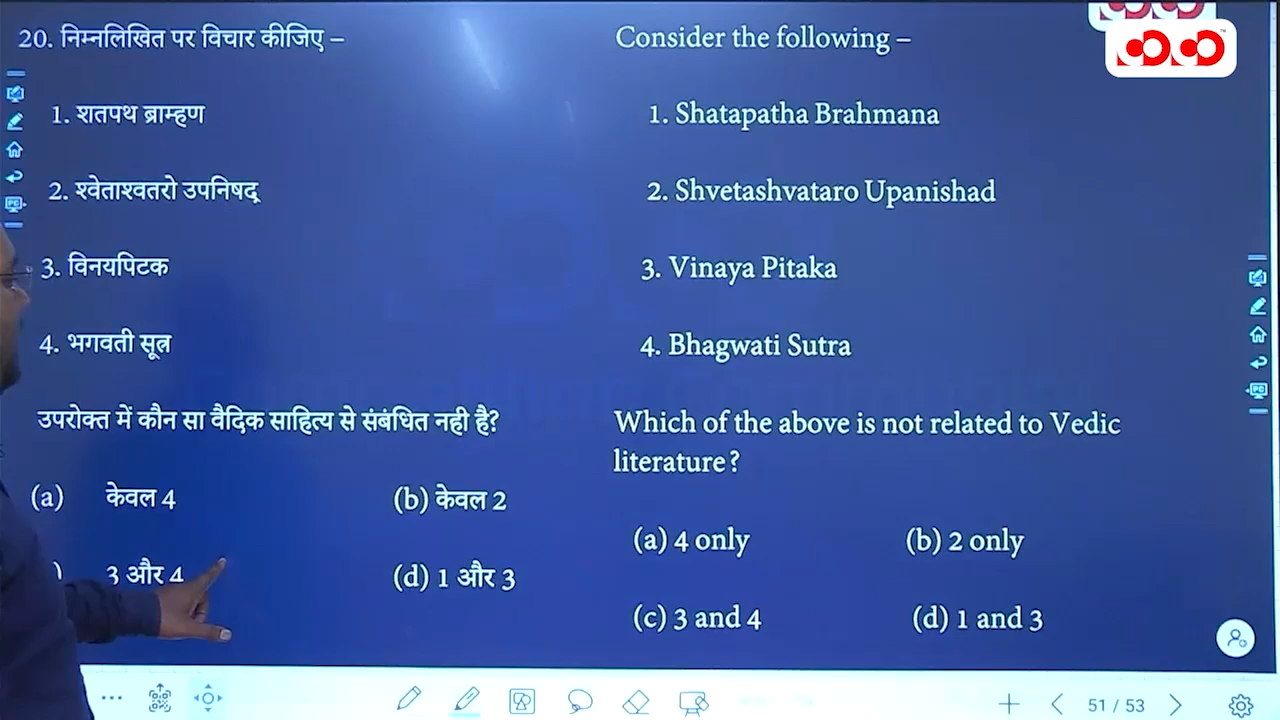 20. निम्नलिखित पर विचार कीजिए –
1. शतपथ ब्राम्हण
2. श्वेताश्वतरो उपनिषद्
3. विनयपिटक
4. भगवती सूत्र
उपरोक्त में कौन सा वैदिक साहित्य से संबंधित नही है?
(a) केवल 4 (b) केवल 2
) 3 और 4 (d) 1 और 3
Consider the following –
1. Shatapatha Brahmana
2. Shvetashvataro Upanishad
3. Vinaya Pitaka
4. Bhagwati Sutra
Which of the above is not related to Vedic
literature?
(a) 4 only (b) 2 only
(c) 3 and 4 (d) 1 and 3
51 / 53